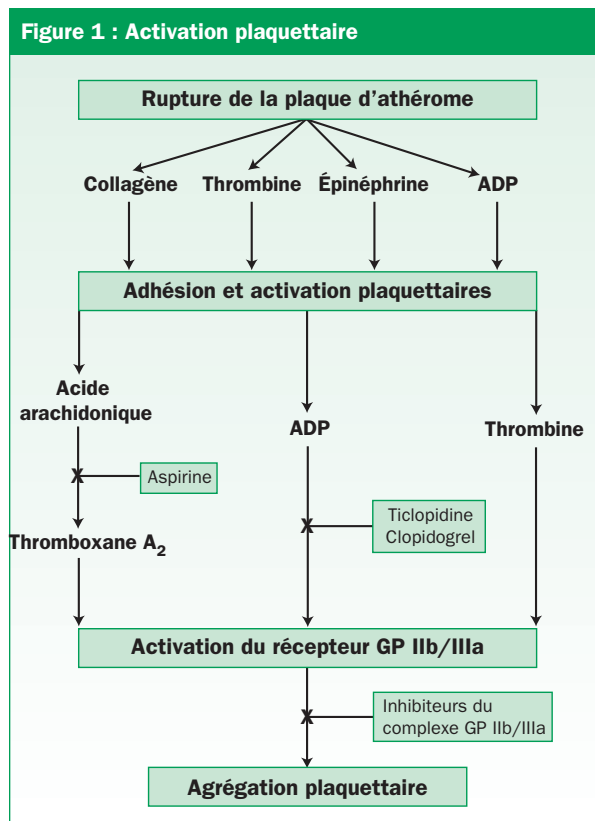 Figure 1 : Activation plaquettaire
Rupture de la plaque d'athérome
Collagène Thrombine Épinéphrine ADP
Adhésion et activation plaquettaires
Acide
arachidonique
ADP
Thrombine
X
Aspirine
X
Ticlopidine
Clopidogrel
Thromboxane A₂
Activation du récepteur GP IIb/IIIa
X
Inhibiteurs du
complexe GP IIb/IIIa
Agrégation plaquettaire